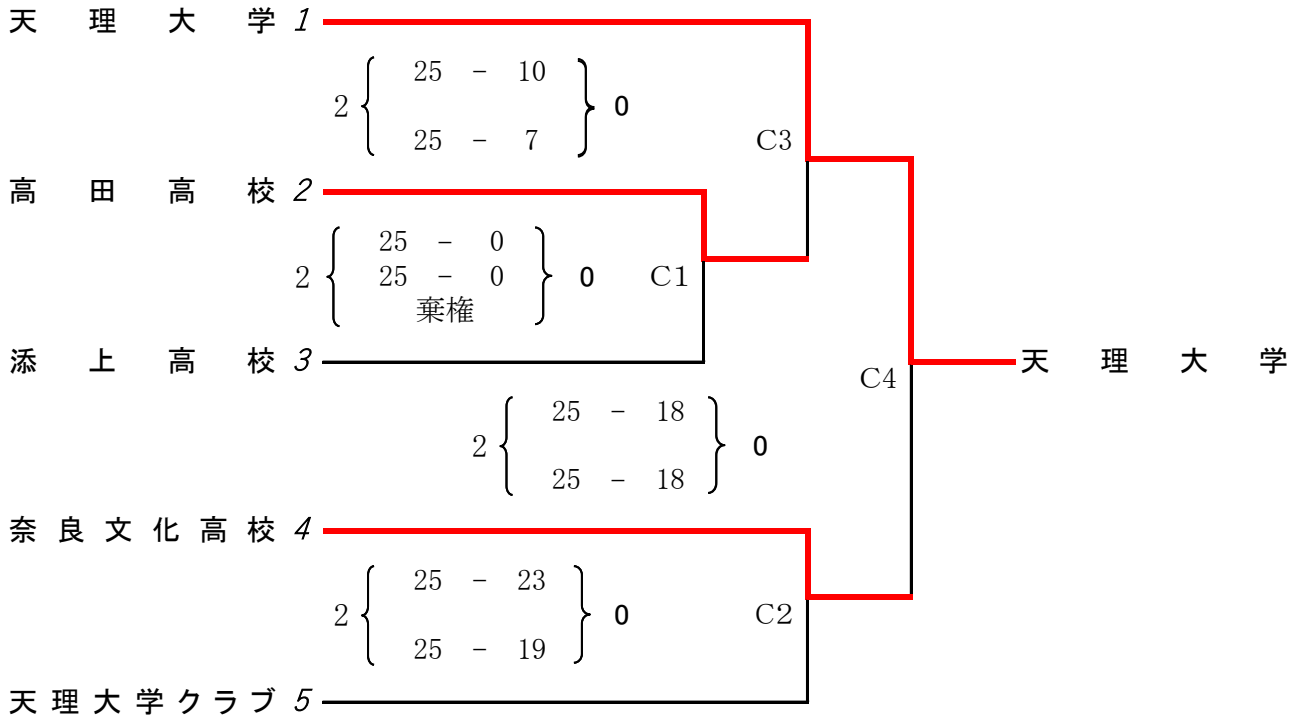 天理大学 1
25 － 10
2 0
25 － 7
C3
高田高校 2
25 － 0
2 25 － 0 0 C1
棄権
添上高校 3
天理大学
C4
25 － 18
2 0
25 － 18
奈良文化高校 4
25 － 23
2 0 C2
25 － 19
天理大学クラブ 5